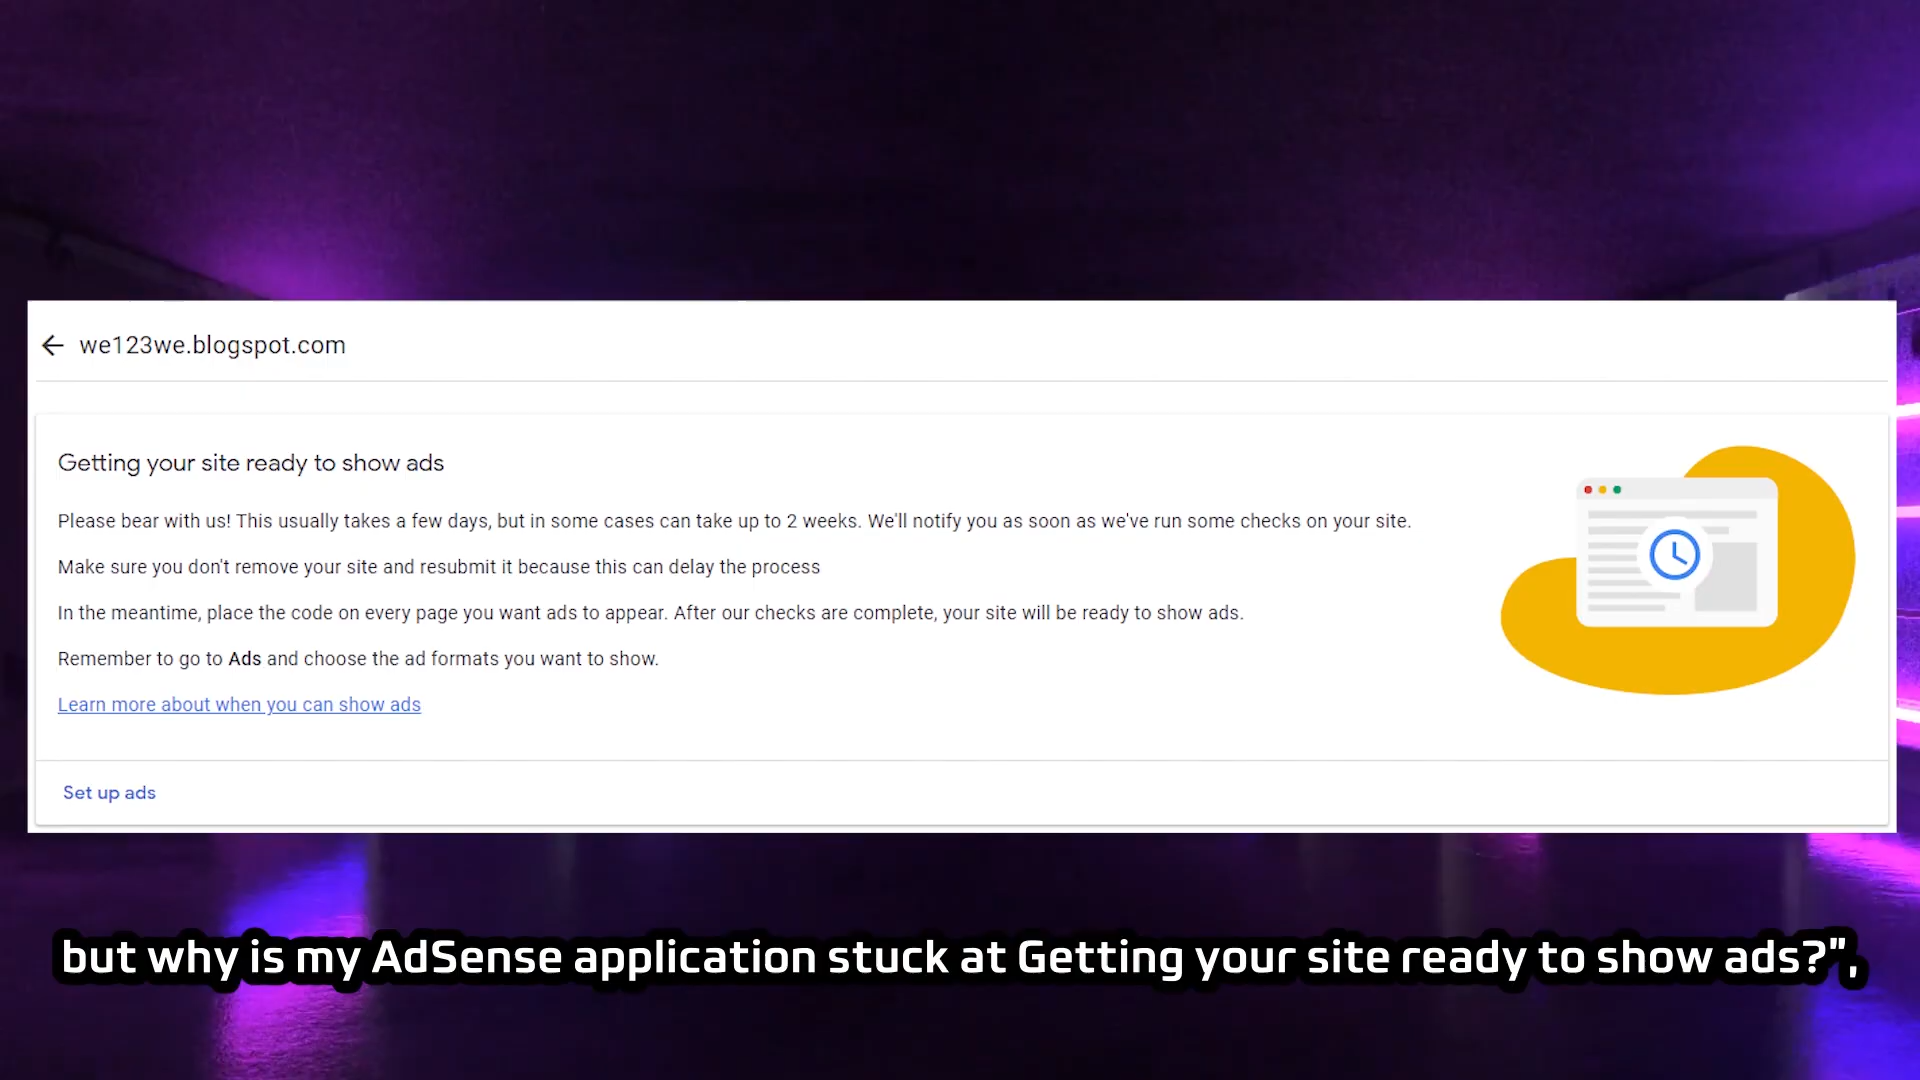 we123we.blogspot.com
Getting your site ready to show ads
Please bear with us! This usually takes a few days, but in some cases can take up to 2 weeks. We'll notify you as soon as we've run some checks on your site.
Make sure you don't remove your site and resubmit it because this can delay the process
In the meantime, place the code on every page you want ads to appear. After our checks are complete, your site will be ready to show ads.
Remember to go to Ads and choose the ad formats you want to show.
Learn more about when you can show ads
Set up ads
but why is my AdSense application stuck at Getting your site ready to show ads?",